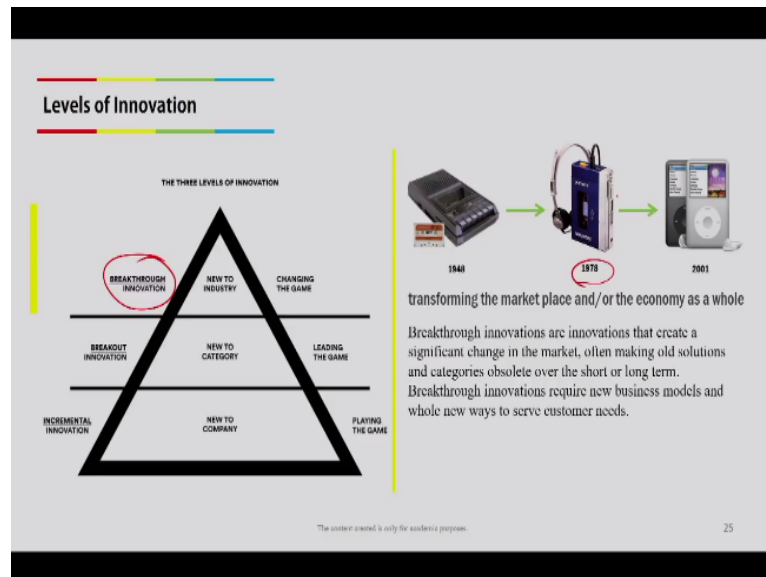 Levels of Innovation
THE THREE LEVELS OF INNOVATION
BREAKTHROUGH
INNOVATION
NEW TO
INDUSTRY
CHANGING
THE GAME
BREAKOUT
INNOVATION
NEW TO
CATEGORY
LEADING
THE GAME
INCREMENTAL
INNOVATION
NEW TO
COMPANY
PLAYING
THE GAME
1948
1978
2001
transforming the market place and/or the economy as a whole
Breakthrough innovations are innovations that create a
significant change in the market, often making old solutions
and categories obsolete over the short or long term.
Breakthrough innovations require new business models and
whole new ways to serve customer needs.
The content created is only for academic purposes.
25